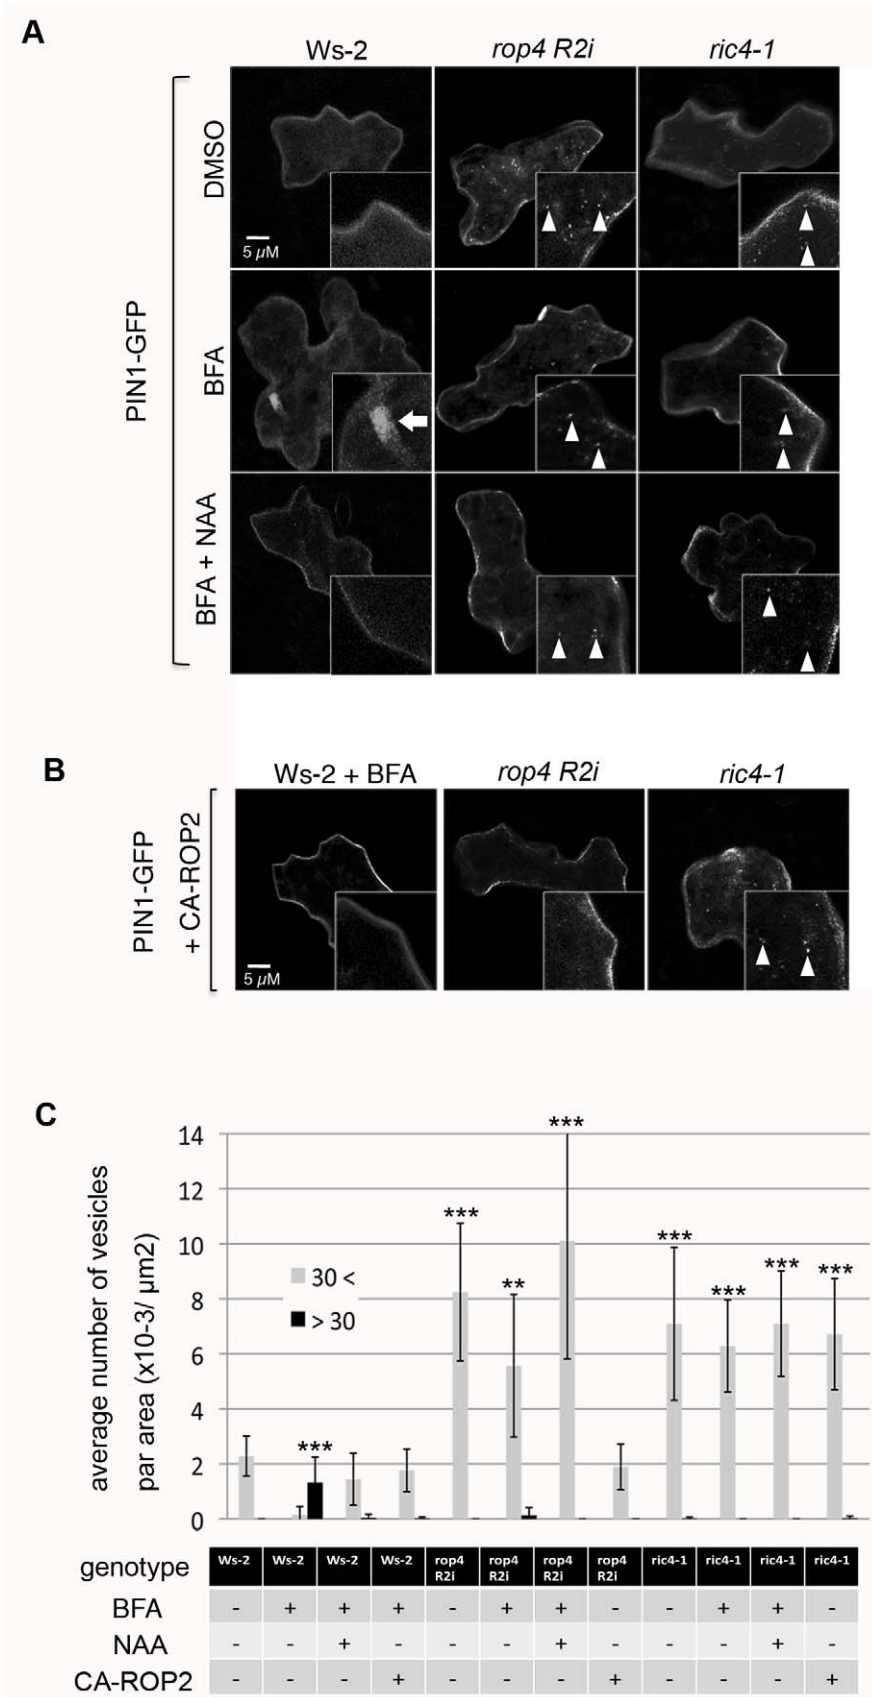 A
Ws-2 rop4 R2i ric4-1
PIN1-GFP
DMSO
5 µM
BFA
BFA + NAA
B
Ws-2 + BFA rop4 R2i ric4-1
PIN1-GFP
+ CA-ROP2
5 µM
C
average number of vesicles
par area (x10-3/ µm2)
14
12
10
8
6
4
2
0
30 <
> 30
*** *** ** *** *** *** *** ***
genotype Ws-2 Ws-2 Ws-2 Ws-2 rop4 R2i rop4 R2i rop4 R2i rop4 R2i ric4-1 ric4-1 ric4-1 ric4-1
BFA - + + + - + + - - + + -
NAA - - + - - - + - - - + -
CA-ROP2 - - - + - - - + - - - +